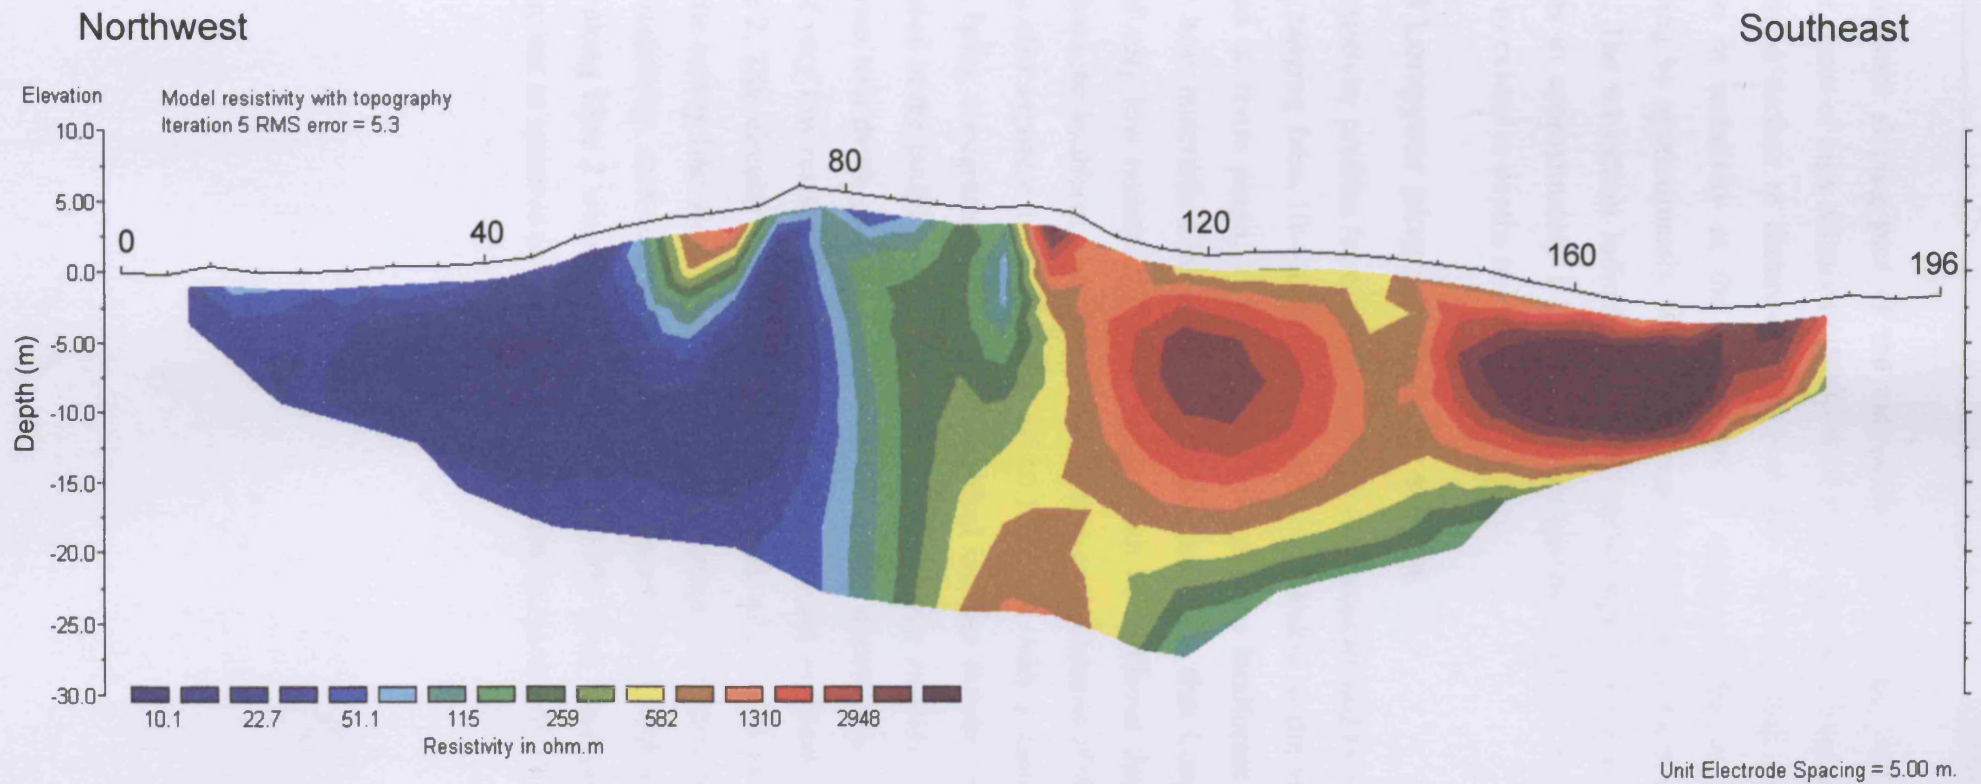 Northwest
Southeast
Elevation
Model resistivity with topography
Iteration 5 RMS error = 5.3
10.0
5.00
0.0
-5.00
-10.0
-15.0
-20.0
-25.0
-30.0
Depth (m)
0
40
80
120
160
196
10.1 22.7 51.1 115 259 582 1310 2948
Resistivity in ohm.m
Unit Electrode Spacing = 5.00 m.